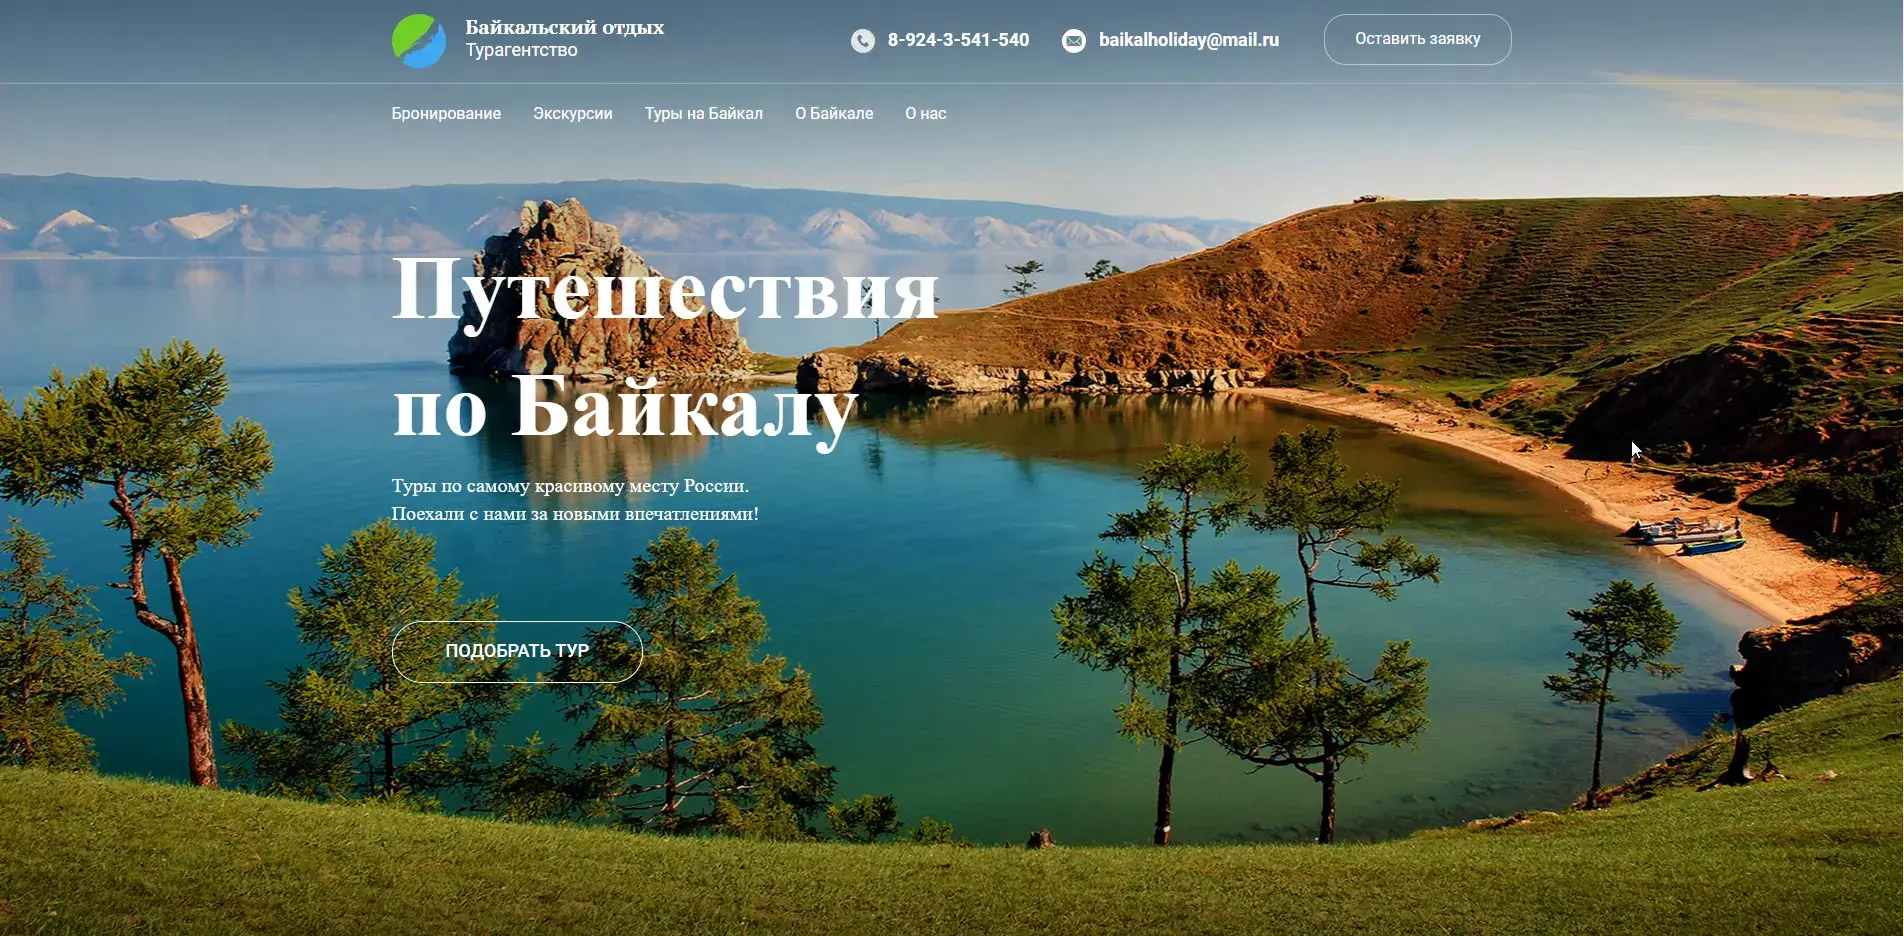 Байкальский отдых
Турагентство
8-924-3-541-540
baikalholiday@mail.ru
Оставить заявку
Бронирование
Экскурсии
Туры на Байкал
О Байкале
О нас
Путешествия
по Байкалу
Туры по самому красивому месту России.
Поехали с нами за новыми впечатлениями!
ПОДОБРАТЬ ТУР